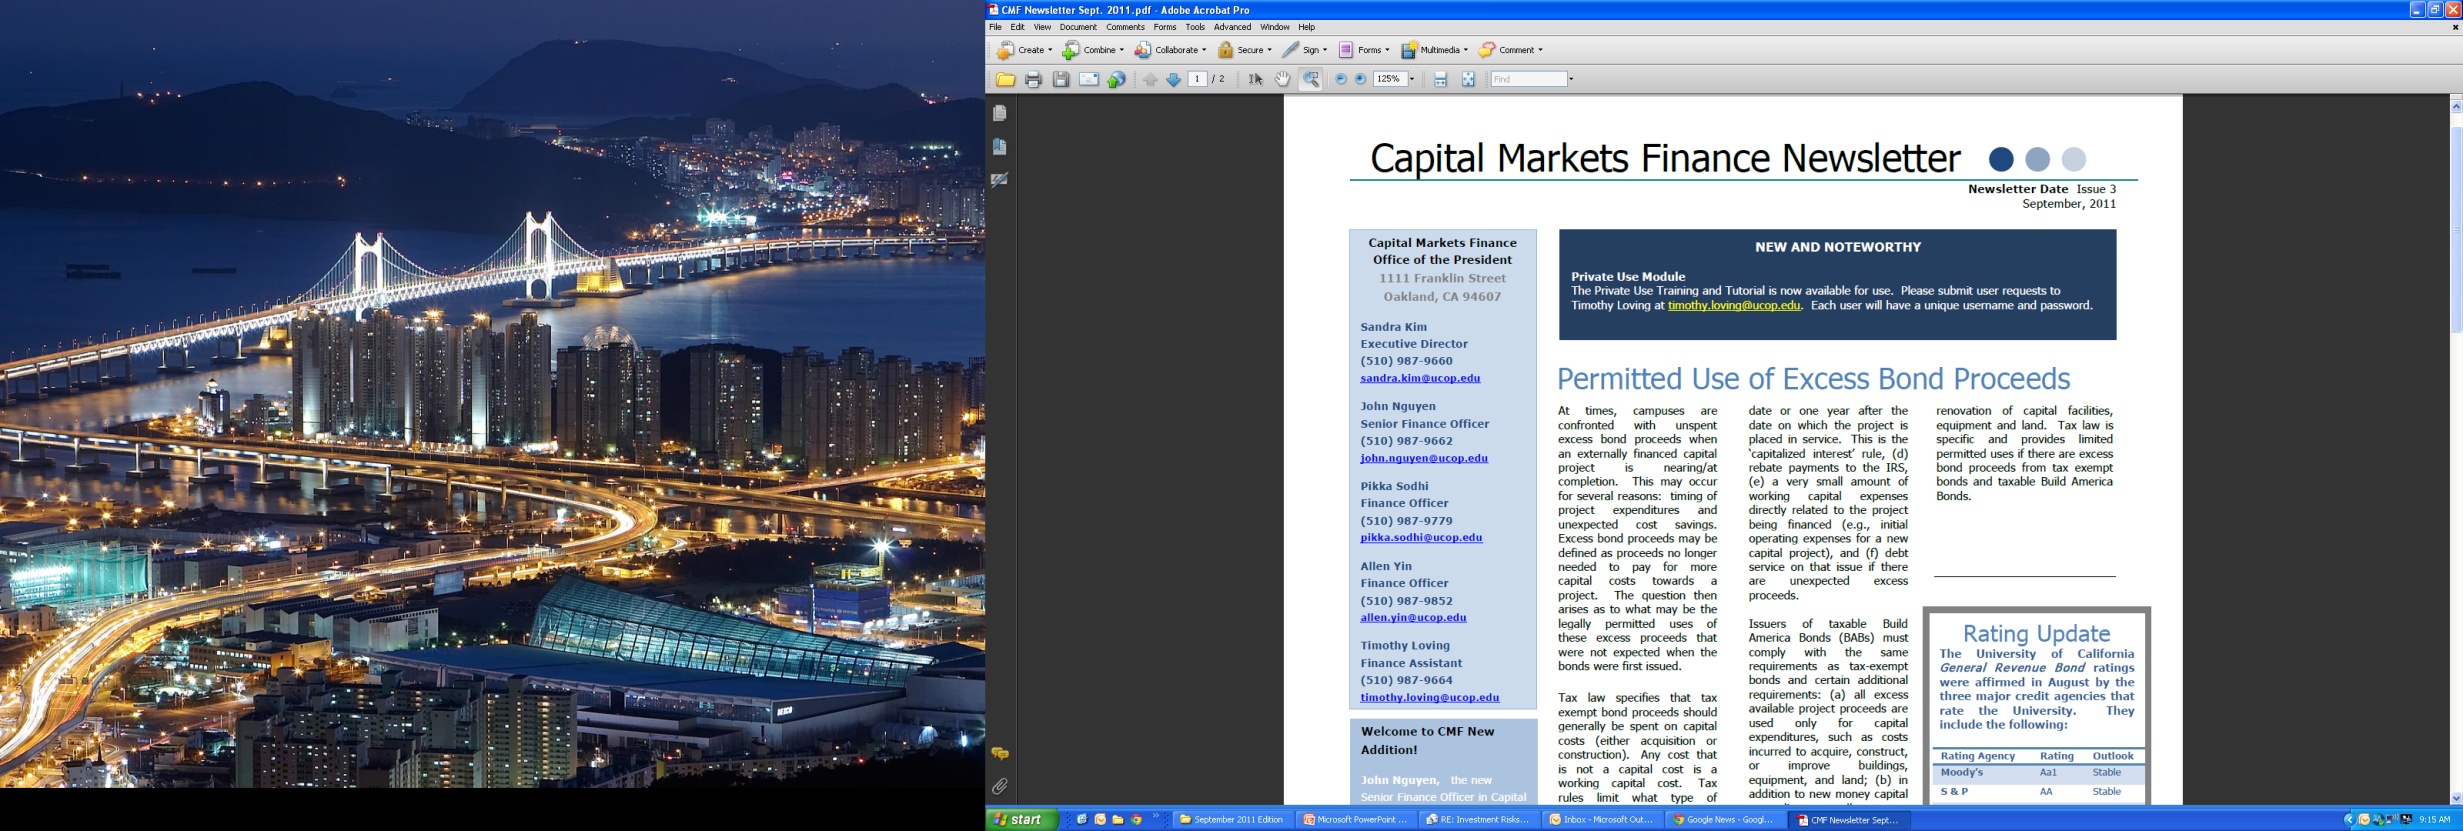 BEXCO
CMF Newsletter Sept. 2011.pdf - Adobe Acrobat Pro
File Edit View Document Comments Forms Tools Advanced Window Help
Create Combine Collaborate Secure Sign Forms Multimedia Comment
1 / 2 125% Find
Capital Markets Finance Newsletter
Newsletter Date Issue 3
September, 2011
Capital Markets Finance
Office of the President
1111 Franklin Street
Oakland, CA 94607
Sandra Kim
Executive Director
(510) 987-9660
sandra.kim@ucop.edu
John Nguyen
Senior Finance Officer
(510) 987-9662
john.nguyen@ucop.edu
Pikka Sodhi
Finance Officer
(510) 987-9779
pikka.sodhi@ucop.edu
Allen Yin
Finance Officer
(510) 987-9852
allen.yin@ucop.edu
Timothy Loving
Finance Assistant
(510) 987-9664
timothy.loving@ucop.edu
Welcome to CMF New
Addition!
John Nguyen, the new
Senior Finance Officer in Capital
NEW AND NOTEWORTHY
Private Use Module
The Private Use Training and Tutorial is now available for use. Please submit user requests to
Timothy Loving at timothy.loving@ucop.edu. Each user will have a unique username and password.
Permitted Use of Excess Bond Proceeds
At times, campuses are
confronted with unspent
excess bond proceeds when
an externally financed capital
project is nearing/at
completion. This may occur
for several reasons: timing of
project expenditures and
unexpected cost savings.
Excess bond proceeds may be
defined as proceeds no longer
needed to pay for more
capital costs towards a
project. The question then
arises as to what may be the
legally permitted uses of
these excess proceeds that
were not expected when the
bonds were first issued.
Tax law specifies that tax
exempt bond proceeds should
generally be spent on capital
costs (either acquisition or
construction). Any cost that
is not a capital cost is a
working capital cost. Tax
rules limit what type of
date or one year after the
date on which the project is
placed in service. This is the
‘capitalized interest’ rule, (d)
rebate payments to the IRS,
(e) a very small amount of
working capital expenses
directly related to the project
being financed (e.g., initial
operating expenses for a new
capital project), and (f) debt
service on that issue if there
are unexpected excess
proceeds.
Issuers of taxable Build
America Bonds (BABs) must
comply with the same
requirements as tax-exempt
bonds and certain additional
requirements: (a) all excess
available project proceeds are
used only for capital
expenditures, such as costs
incurred to acquire, construct,
or improve buildings,
equipment, and land; (b) in
addition to new money capital
renovation of capital facilities,
equipment and land. Tax law is
specific and provides limited
permitted uses if there are excess
bond proceeds from tax exempt
bonds and taxable Build America
Bonds.
Rating Update
The University of California
General Revenue Bond ratings
were affirmed in August by the
three major credit agencies that
rate the University. They
include the following:
Rating Agency Rating Outlook
Moody's Aa1 Stable
S & P AA Stable
start September 2011 Edition Microsoft PowerPoint ... RE: Investment Risks... Inbox - Microsoft Out... Google News - Googl... CMF Newsletter Sept... 9:15 AM